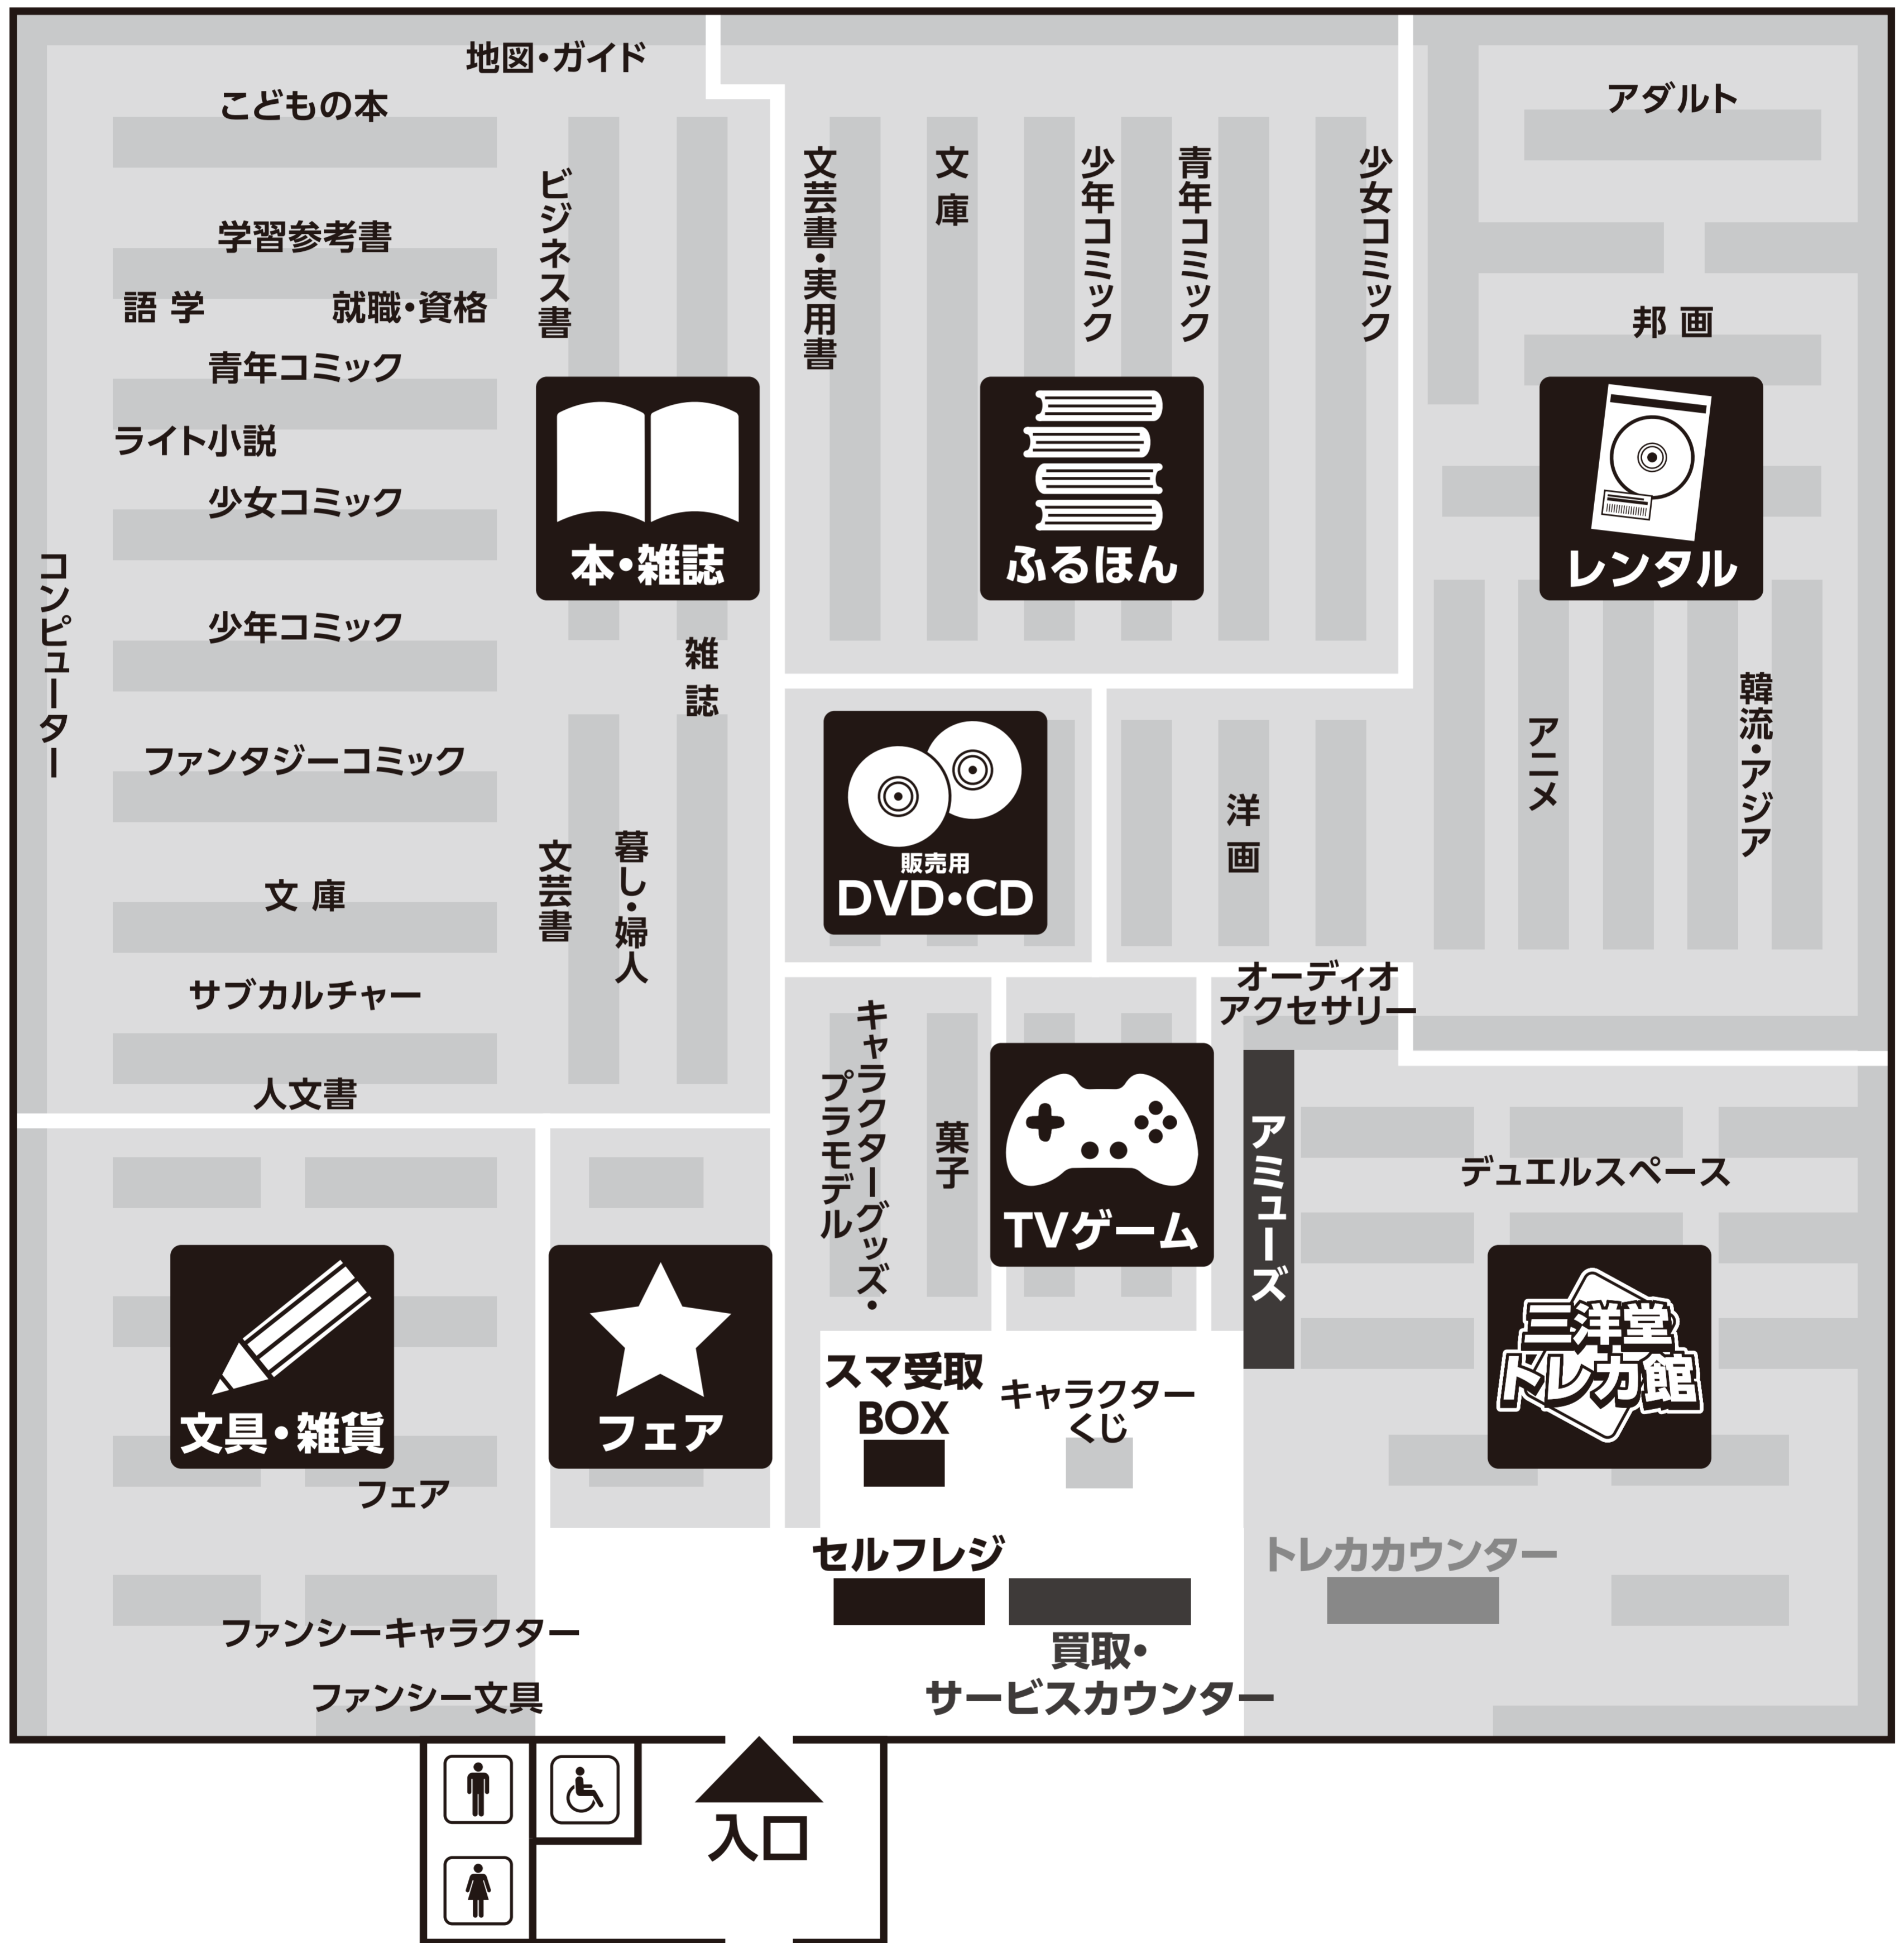 地図・ガイド
こどもの本
学習参考書
語 学
就職・資格
青年コミック
ライト小説
少女コミック
少年コミック
ファンタジーコミック
文 庫
サブカルチャー
人文書
コンピューター
ビジネス書
本・雑誌
雑 誌
文芸書
暮し・婦人
文芸書・実用書
文 庫
少年コミック
青年コミック
少女コミック
ふるほん
アダルト
邦 画
レンタル
アニメ
韓流・アジア
洋 画
販売用
DVD・CD
オーディオ
アクセサリー
キャラクターグッズ・
プラモデル
菓子
TVゲーム
アミューズ
デュエルスペース
三洋堂
トレカ館
文具・雑貨
フェア
フェア
スマ受取
BOX
キャラクター
くじ
セルフレジ
買取・
サービスカウンター
トレカカウンター
ファンシーキャラクター
ファンシー文具
入口